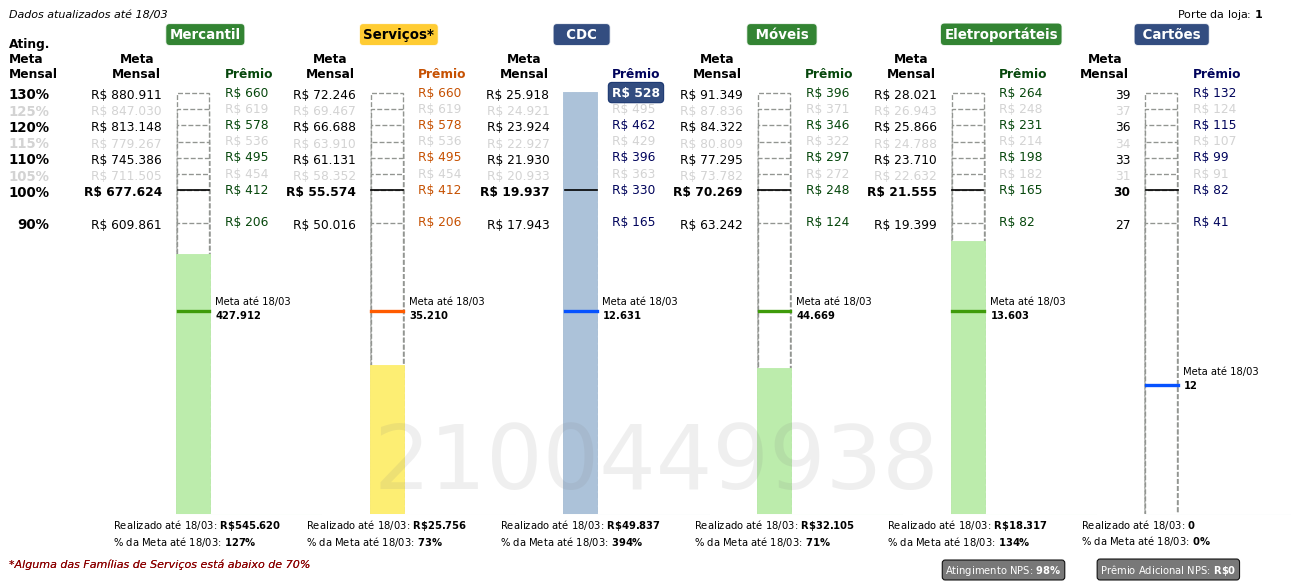 Dados atualizados até 18/03
Porte da loja: 1
Mercantil Serviços* CDC Móveis Eletroportáteis Cartões
Ating. Meta Mensal
Meta Mensal Prêmio Meta Mensal Prêmio Meta Mensal Prêmio Meta Mensal Prêmio Meta Mensal Prêmio Meta Mensal Prêmio
130% R$ 880.911 R$ 660 R$ 72.246 R$ 660 R$ 25.918 R$ 528 R$ 91.349 R$ 396 R$ 28.021 R$ 264 39 R$ 132
125% R$ 847.030 R$ 619 R$ 69.467 R$ 619 R$ 24.921 R$ 495 R$ 87.836 R$ 371 R$ 26.943 R$ 248 37 R$ 124
120% R$ 813.148 R$ 578 R$ 66.688 R$ 578 R$ 23.924 R$ 462 R$ 84.322 R$ 346 R$ 25.866 R$ 231 36 R$ 115
115% R$ 779.267 R$ 536 R$ 63.910 R$ 536 R$ 22.927 R$ 429 R$ 80.809 R$ 322 R$ 24.788 R$ 214 34 R$ 107
110% R$ 745.386 R$ 495 R$ 61.131 R$ 495 R$ 21.930 R$ 396 R$ 77.295 R$ 297 R$ 23.710 R$ 198 33 R$ 99
105% R$ 711.505 R$ 454 R$ 58.352 R$ 454 R$ 20.933 R$ 363 R$ 73.782 R$ 272 R$ 22.632 R$ 182 31 R$ 91
100% R$ 677.624 R$ 412 R$ 55.574 R$ 412 R$ 19.937 R$ 330 R$ 70.269 R$ 248 R$ 21.555 R$ 165 30 R$ 82
90% R$ 609.861 R$ 206 R$ 50.016 R$ 206 R$ 17.943 R$ 165 R$ 63.242 R$ 124 R$ 19.399 R$ 82 27 R$ 41
Meta até 18/03 Meta até 18/03 Meta até 18/03 Meta até 18/03 Meta até 18/03
427.912 35.210 12.631 44.669 13.603
Meta até 18/03
12
2100449938
Realizado até 18/03: R$545.620 Realizado até 18/03: R$25.756 Realizado até 18/03: R$49.837 Realizado até 18/03: R$32.105 Realizado até 18/03: R$18.317 Realizado até 18/03: 0
% da Meta até 18/03: 127% % da Meta até 18/03: 73% % da Meta até 18/03: 394% % da Meta até 18/03: 71% % da Meta até 18/03: 134% % da Meta até 18/03: 0%
*Alguma das Famílias de Serviços está abaixo de 70%
Atingimento NPS: 98% Prêmio Adicional NPS: R$0